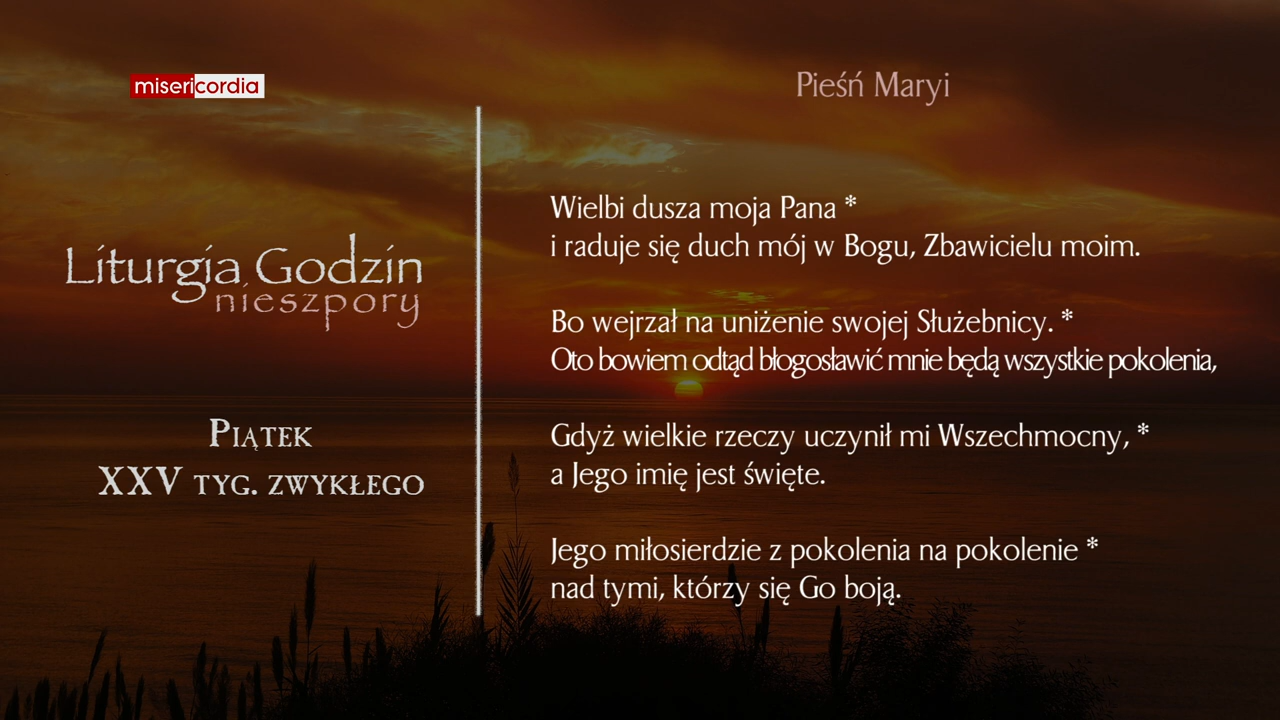 misericordia
Liturgia Godzin
nieszpory
Piątek
XXV tyg. zwykłego
Pieśń Maryi
Wielbi dusza moja Pana *
i raduje się duch mój w Bogu, Zbawicielu moim.
Bo wejrzał na uniżenie swojej Służebnicy. *
Oto bowiem odtąd błogosławić mnie będą wszystkie pokolenia,
Gdyż wielkie rzeczy uczynił mi Wszechmocny, *
a Jego imię jest święte.
Jego miłosierdzie z pokolenia na pokolenie *
nad tymi, którzy się Go boją.